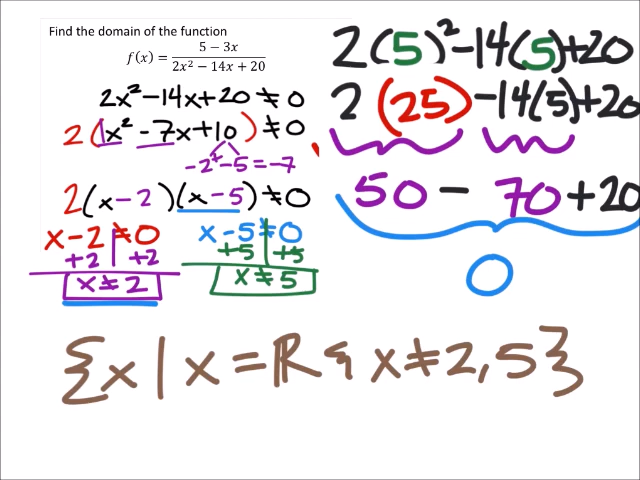 Find the domain of the function
f(x) = (5 − 3x)/(2x² − 14x + 20)
2x² − 14x + 20 ≠ 0
2(1x² − 7x + 10) ≠ 0
−2 + −5 = −7
2(x − 2)(x − 5) ≠ 0
x − 2 ≠ 0
+2 +2
x ≠ 2
x − 5 ≠ 0
+5 +5
x ≠ 5
2(5)² − 14(5) + 20
2(25) − 14(5) + 20
50 − 70 + 20
0
{x | x = ℝ & x ≠ 2, 5}